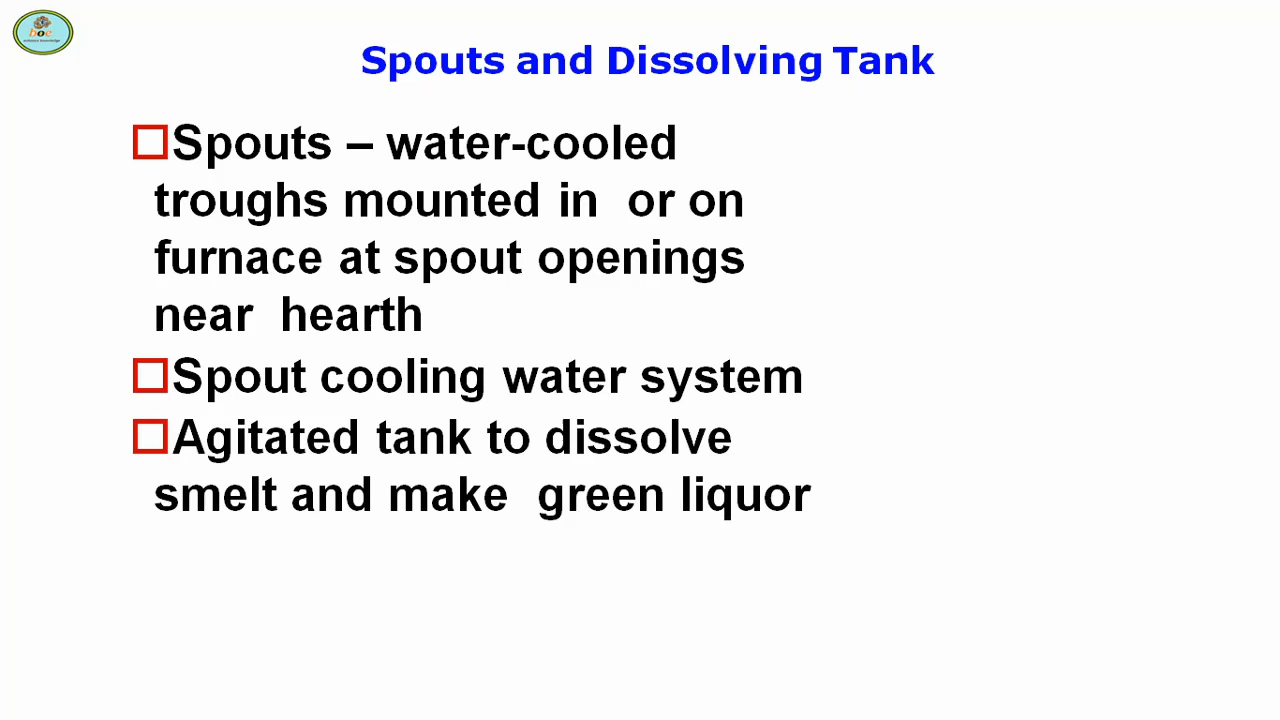 boe
Spouts and Dissolving Tank
Spouts – water-cooled
troughs mounted in or on
furnace at spout openings
near hearth
Spout cooling water system
Agitated tank to dissolve
smelt and make green liquor